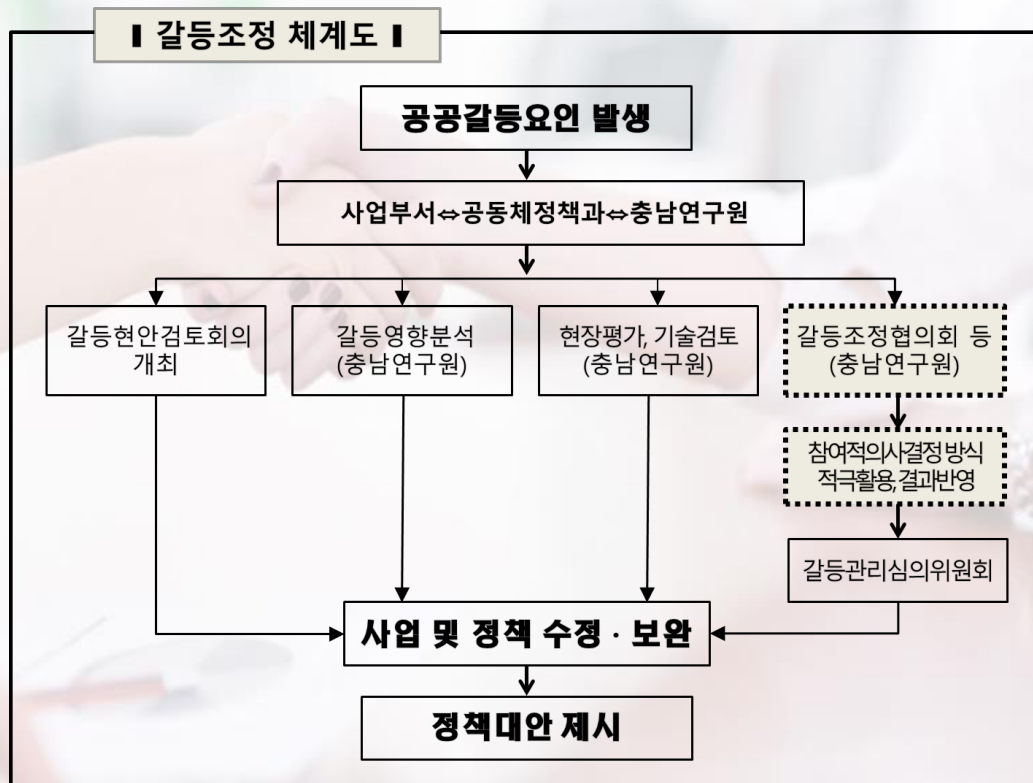 ▮ 갈등조정 체계도 ▮
공공갈등요인 발생
사업부서⇔공동체정책과⇔충남연구원
갈등현안검토회의
개최
갈등영향분석
(충남연구원)
현장평가, 기술검토
(충남연구원)
갈등조정협의회 등
(충남연구원)
참여적의사결정 방식
적극활용, 결과반영
갈등관리심의위원회
사업 및 정책 수정 · 보완
정책대안 제시